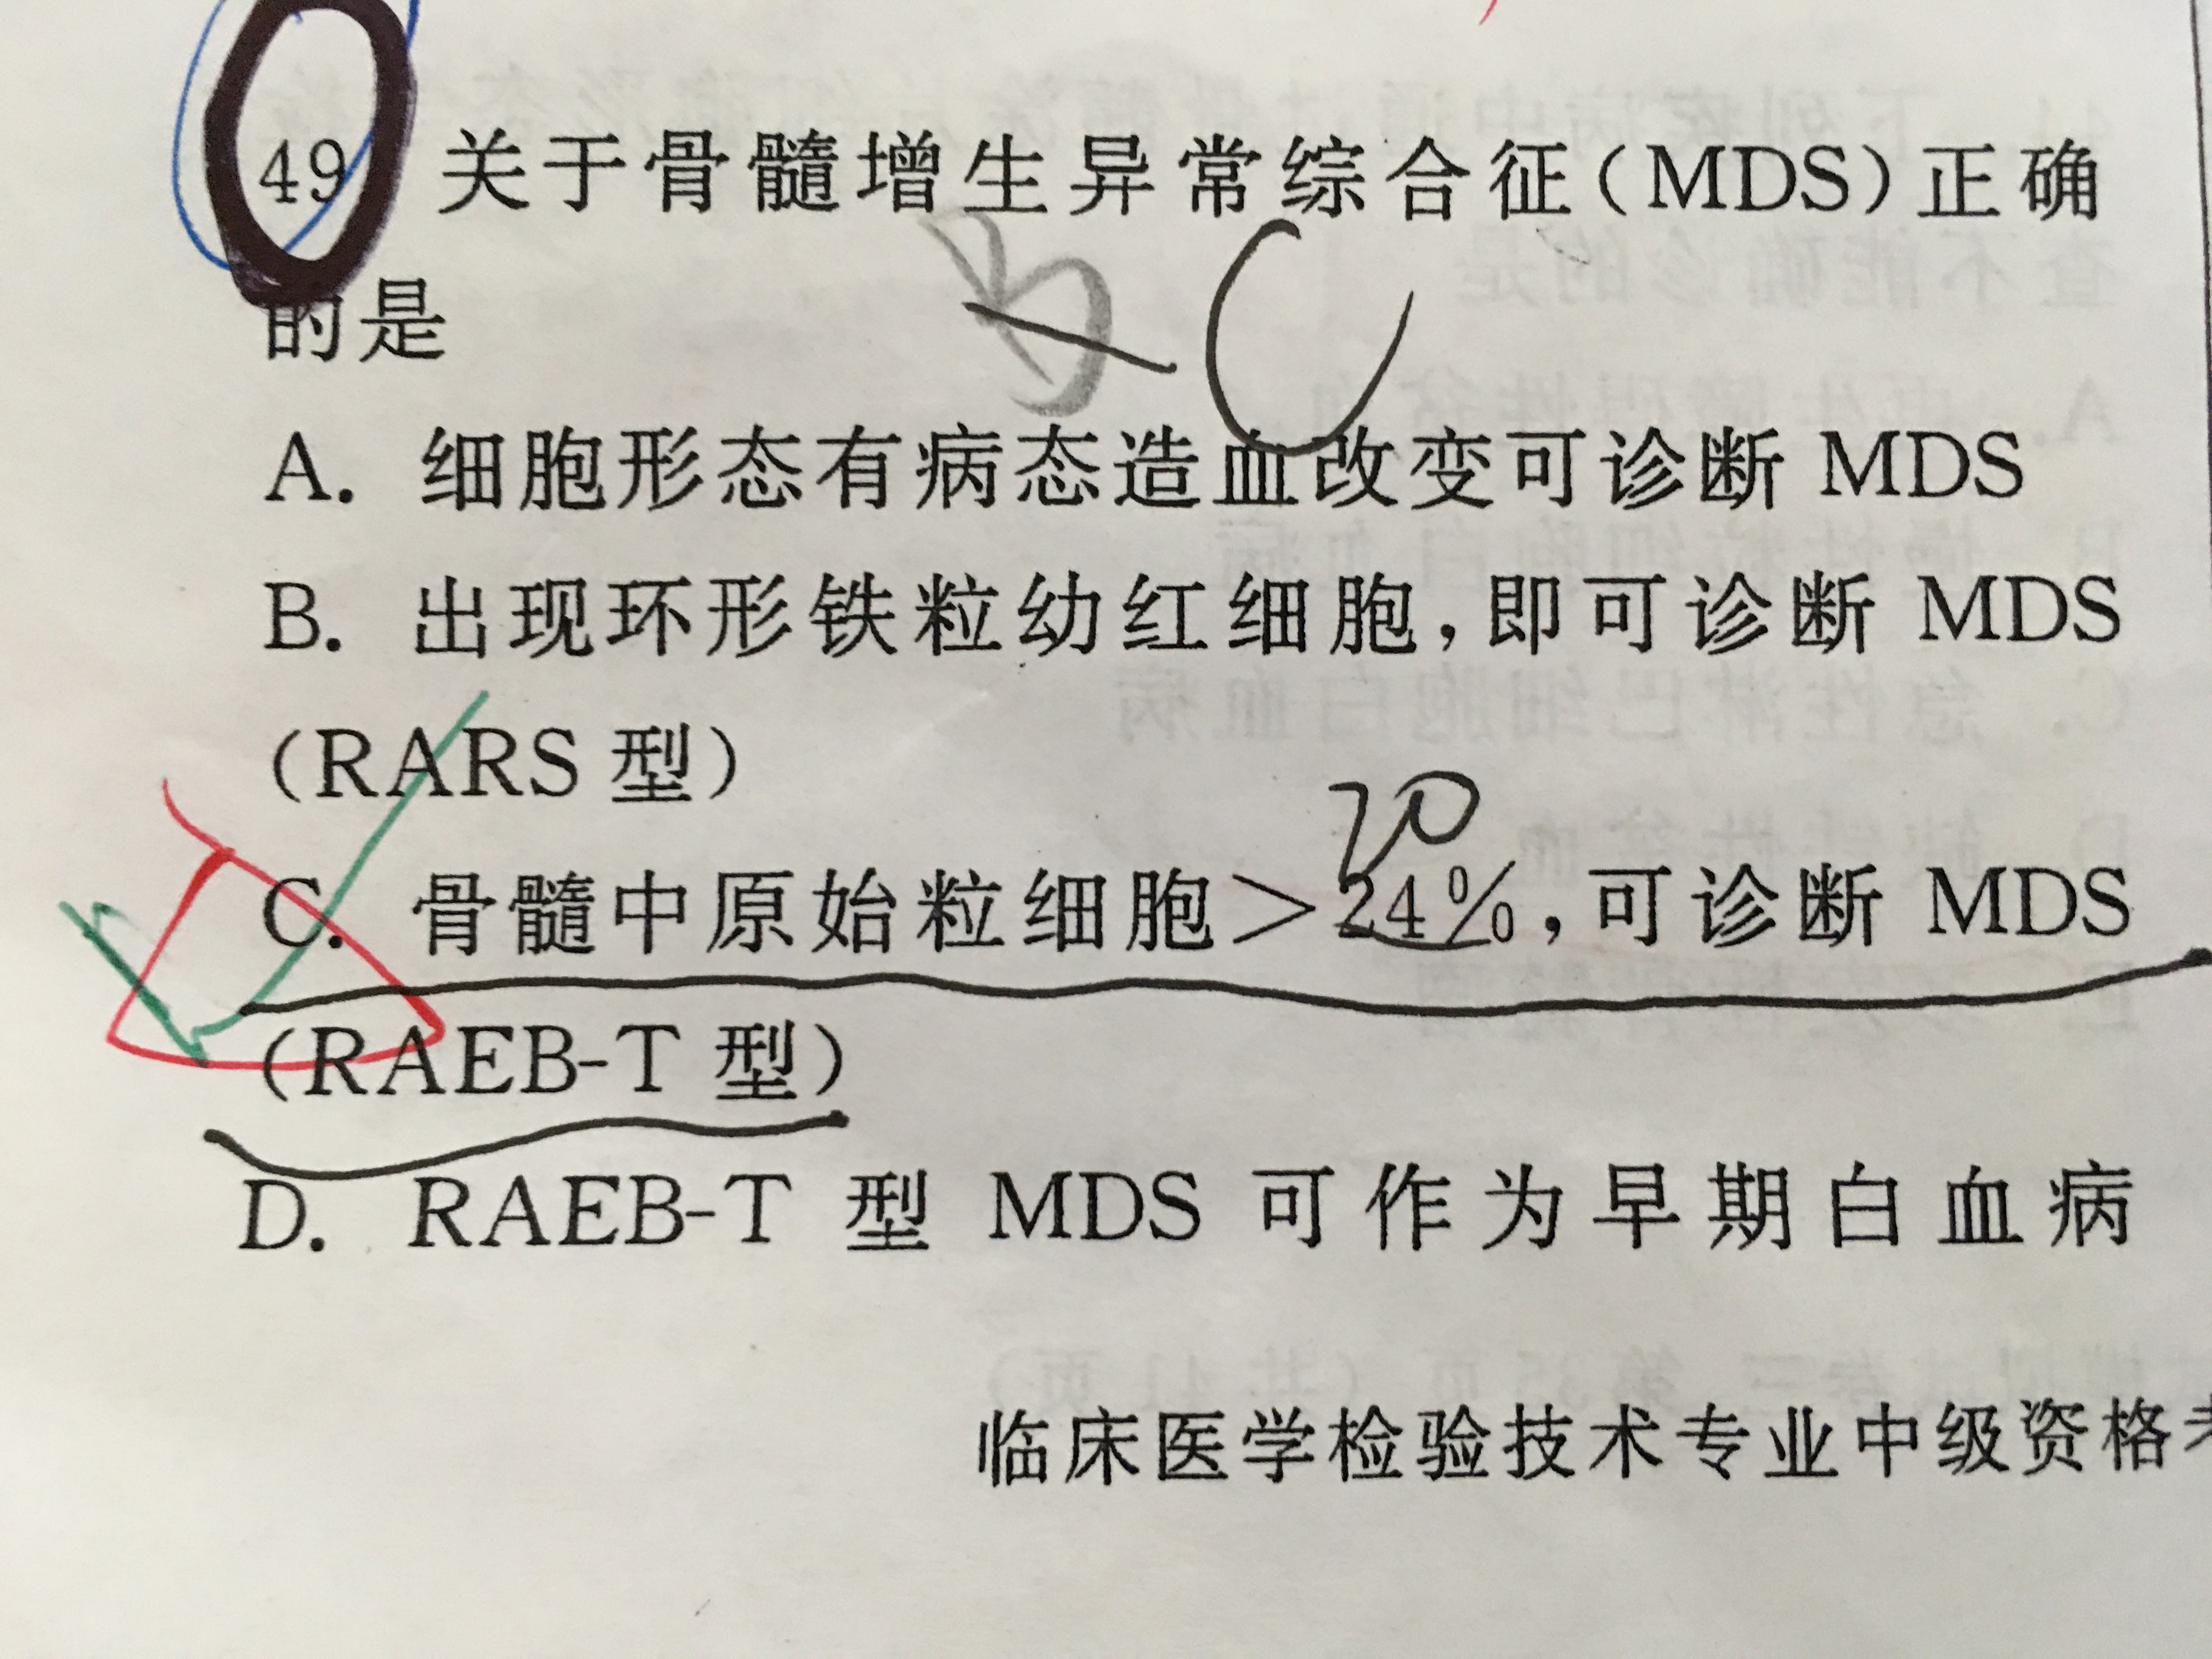 49 关于骨髓增生异常综合征(MDS)正确
的是
B C
A. 细胞形态有病态造血改变可诊断 MDS
B. 出现环形铁粒幼红细胞,即可诊断 MDS
(RARS 型)
20
C. 骨髓中原始粒细胞>24%,可诊断 MDS
(RAEB-T 型)
D. RAEB-T 型 MDS 可作为早期白血病
临床医学检验技术专业中级资格